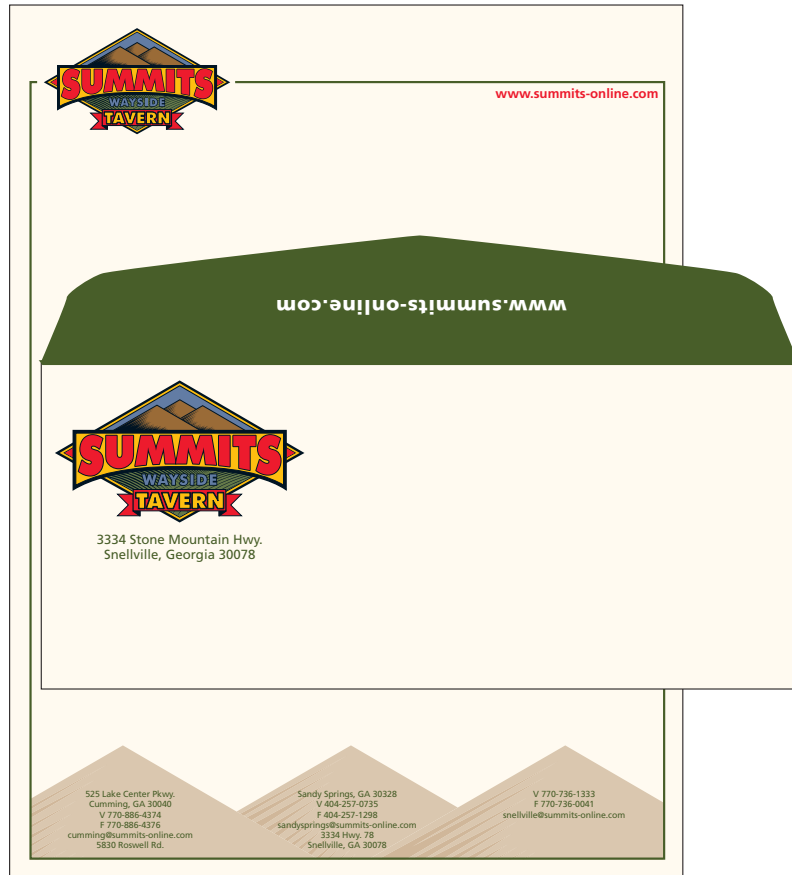 SUMMITS
WAYSIDE
TAVERN
www.summits-online.com
www.summits-online.com
SUMMITS
WAYSIDE
TAVERN
3334 Stone Mountain Hwy.
Snellville, Georgia 30078
525 Lake Center Pkwy.
Cumming, GA 30040
V 770-886-4374
F 770-886-4376
cumming@summits-online.com
5830 Roswell Rd.
Sandy Springs, GA 30328
V 404-257-0735
F 404-257-1298
sandysprings@summits-online.com
3334 Hwy. 78
Snellville, GA 30078
V 770-736-1333
F 770-736-0041
snellville@summits-online.com